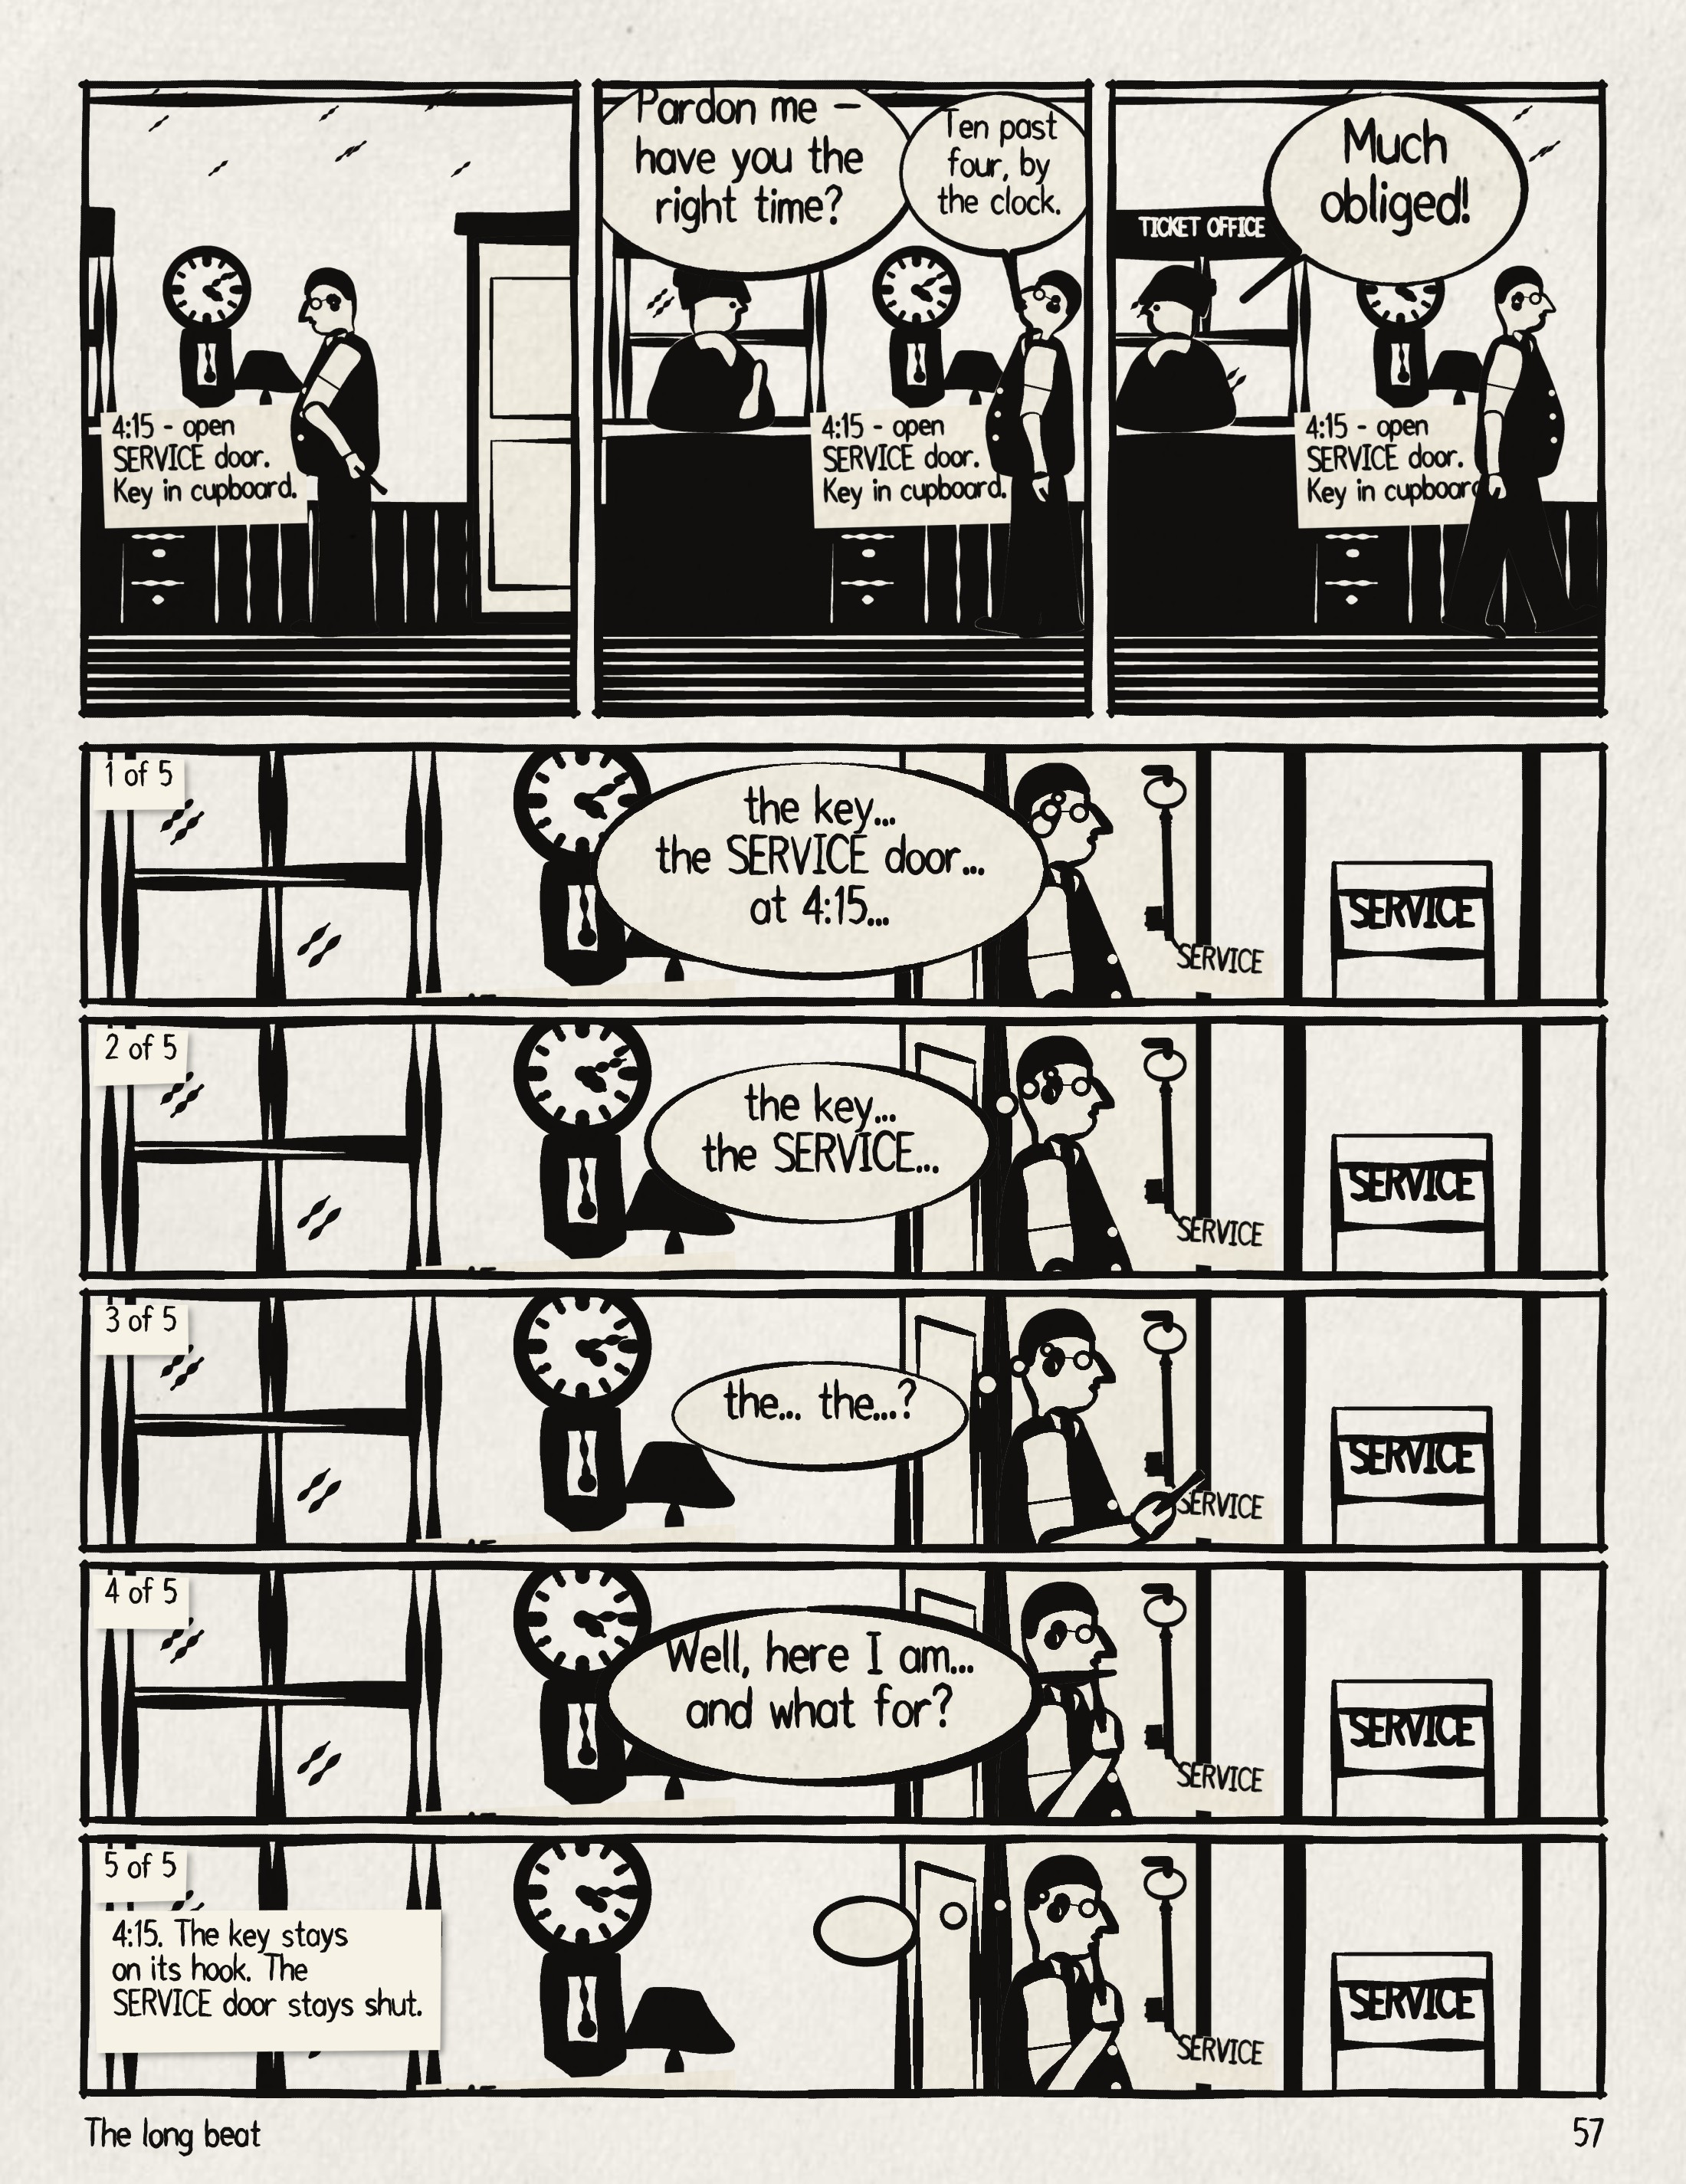 4:15 - open
SERVICE door.
Key in cupboard.
Pardon me –
have you the
right time?
Ten past
four, by
the clock.
4:15 - open
SERVICE door.
Key in cupboard.
Much
obliged!
TICKET OFFICE
4:15 - open
SERVICE door.
Key in cupboard
1 of 5
the key...
the SERVICE door...
at 4:15...
SERVICE
SERVICE
2 of 5
the key...
the SERVICE...
SERVICE
SERVICE
3 of 5
the... the...?
SERVICE
SERVICE
4 of 5
Well, here I am...
and what for?
SERVICE
SERVICE
5 of 5
4:15. The key stays
on its hook. The
SERVICE door stays shut.
SERVICE
SERVICE
The long beat
57